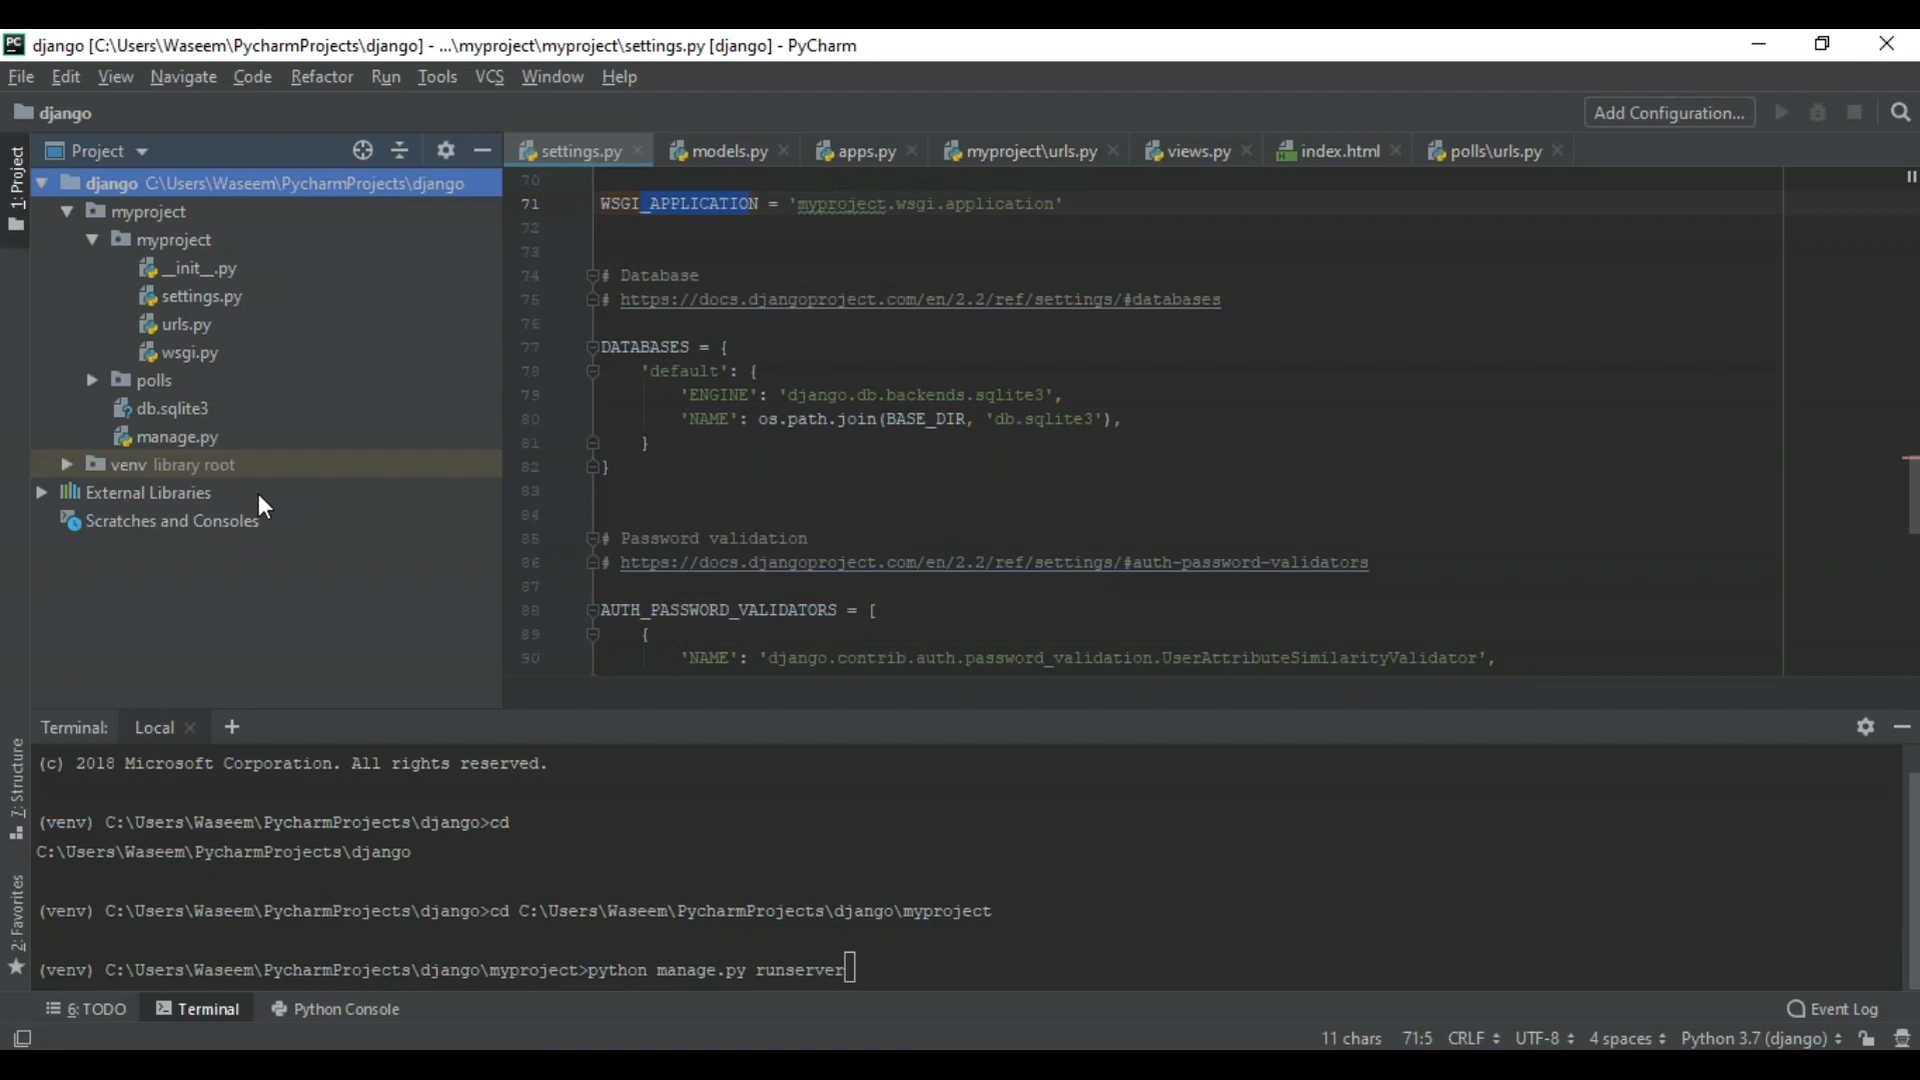 PC django [C:\Users\Waseem\PycharmProjects\django] - ...\myproject\myproject\settings.py [django] - PyCharm
File Edit View Navigate Code Refactor Run Tools VCS Window Help
django
Add Configuration...
1: Project
Project
settings.py
models.py
apps.py
myproject\urls.py
views.py
index.html
polls\urls.py
django C:\Users\Waseem\PycharmProjects\django
myproject
myproject
__init__.py
settings.py
urls.py
wsgi.py
polls
db.sqlite3
manage.py
venv library root
External Libraries
Scratches and Consoles
70
71 WSGI_APPLICATION = 'myproject.wsgi.application'
72
73
74 # Database
75 # https://docs.djangoproject.com/en/2.2/ref/settings/#databases
76
77 DATABASES = {
78 'default': {
79 'ENGINE': 'django.db.backends.sqlite3',
80 'NAME': os.path.join(BASE_DIR, 'db.sqlite3'),
81 }
82 }
83
84
85 # Password validation
86 # https://docs.djangoproject.com/en/2.2/ref/settings/#auth-password-validators
87
88 AUTH_PASSWORD_VALIDATORS = [
89 {
90 'NAME': 'django.contrib.auth.password_validation.UserAttributeSimilarityValidator',
7: Structure
2: Favorites
Terminal: Local +
(c) 2018 Microsoft Corporation. All rights reserved.
(venv) C:\Users\Waseem\PycharmProjects\django>cd
C:\Users\Waseem\PycharmProjects\django
(venv) C:\Users\Waseem\PycharmProjects\django>cd C:\Users\Waseem\PycharmProjects\django\myproject
(venv) C:\Users\Waseem\PycharmProjects\django\myproject>python manage.py runserver
6: TODO Terminal Python Console Event Log
11 chars 71:5 CRLF UTF-8 4 spaces Python 3.7 (django)